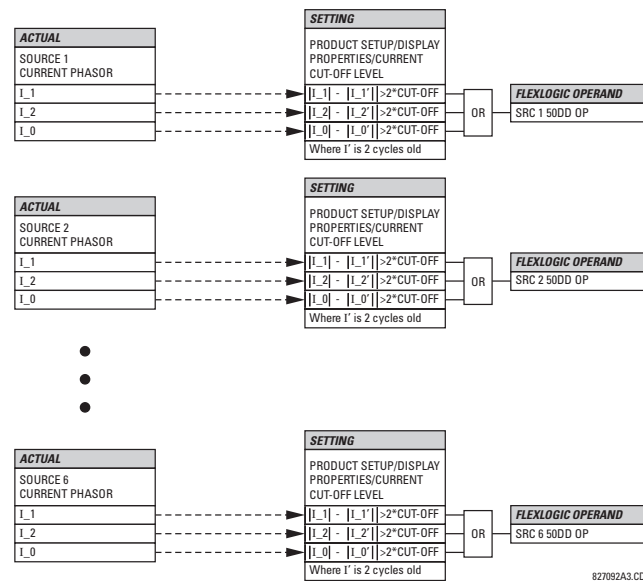 ACTUAL
SOURCE 1
CURRENT PHASOR
I_1
I_2
I_0
SETTING
PRODUCT SETUP/DISPLAY
PROPERTIES/CURRENT
CUT-OFF LEVEL
||I_1| - |I_1′||>2*CUT-OFF
||I_2| - |I_2′||>2*CUT-OFF
||I_0| - |I_0′||>2*CUT-OFF
Where I′ is 2 cycles old
OR
FLEXLOGIC OPERAND
SRC 1 50DD OP
ACTUAL
SOURCE 2
CURRENT PHASOR
I_1
I_2
I_0
SETTING
PRODUCT SETUP/DISPLAY
PROPERTIES/CURRENT
CUT-OFF LEVEL
||I_1| - |I_1′||>2*CUT-OFF
||I_2| - |I_2′||>2*CUT-OFF
||I_0| - |I_0′||>2*CUT-OFF
Where I′ is 2 cycles old
OR
FLEXLOGIC OPERAND
SRC 2 50DD OP
ACTUAL
SOURCE 6
CURRENT PHASOR
I_1
I_2
I_0
SETTING
PRODUCT SETUP/DISPLAY
PROPERTIES/CURRENT
CUT-OFF LEVEL
||I_1| - |I_1′||>2*CUT-OFF
||I_2| - |I_2′||>2*CUT-OFF
||I_0| - |I_0′||>2*CUT-OFF
Where I′ is 2 cycles old
OR
FLEXLOGIC OPERAND
SRC 6 50DD OP
827092A3.CD